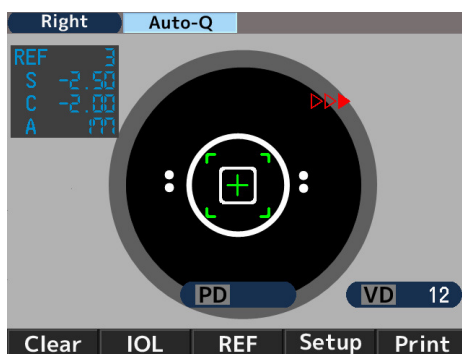 Right Auto-Q
REF 3
S -2.50
C -2.00
A 177
PD VD 12
Clear IOL REF Setup Print